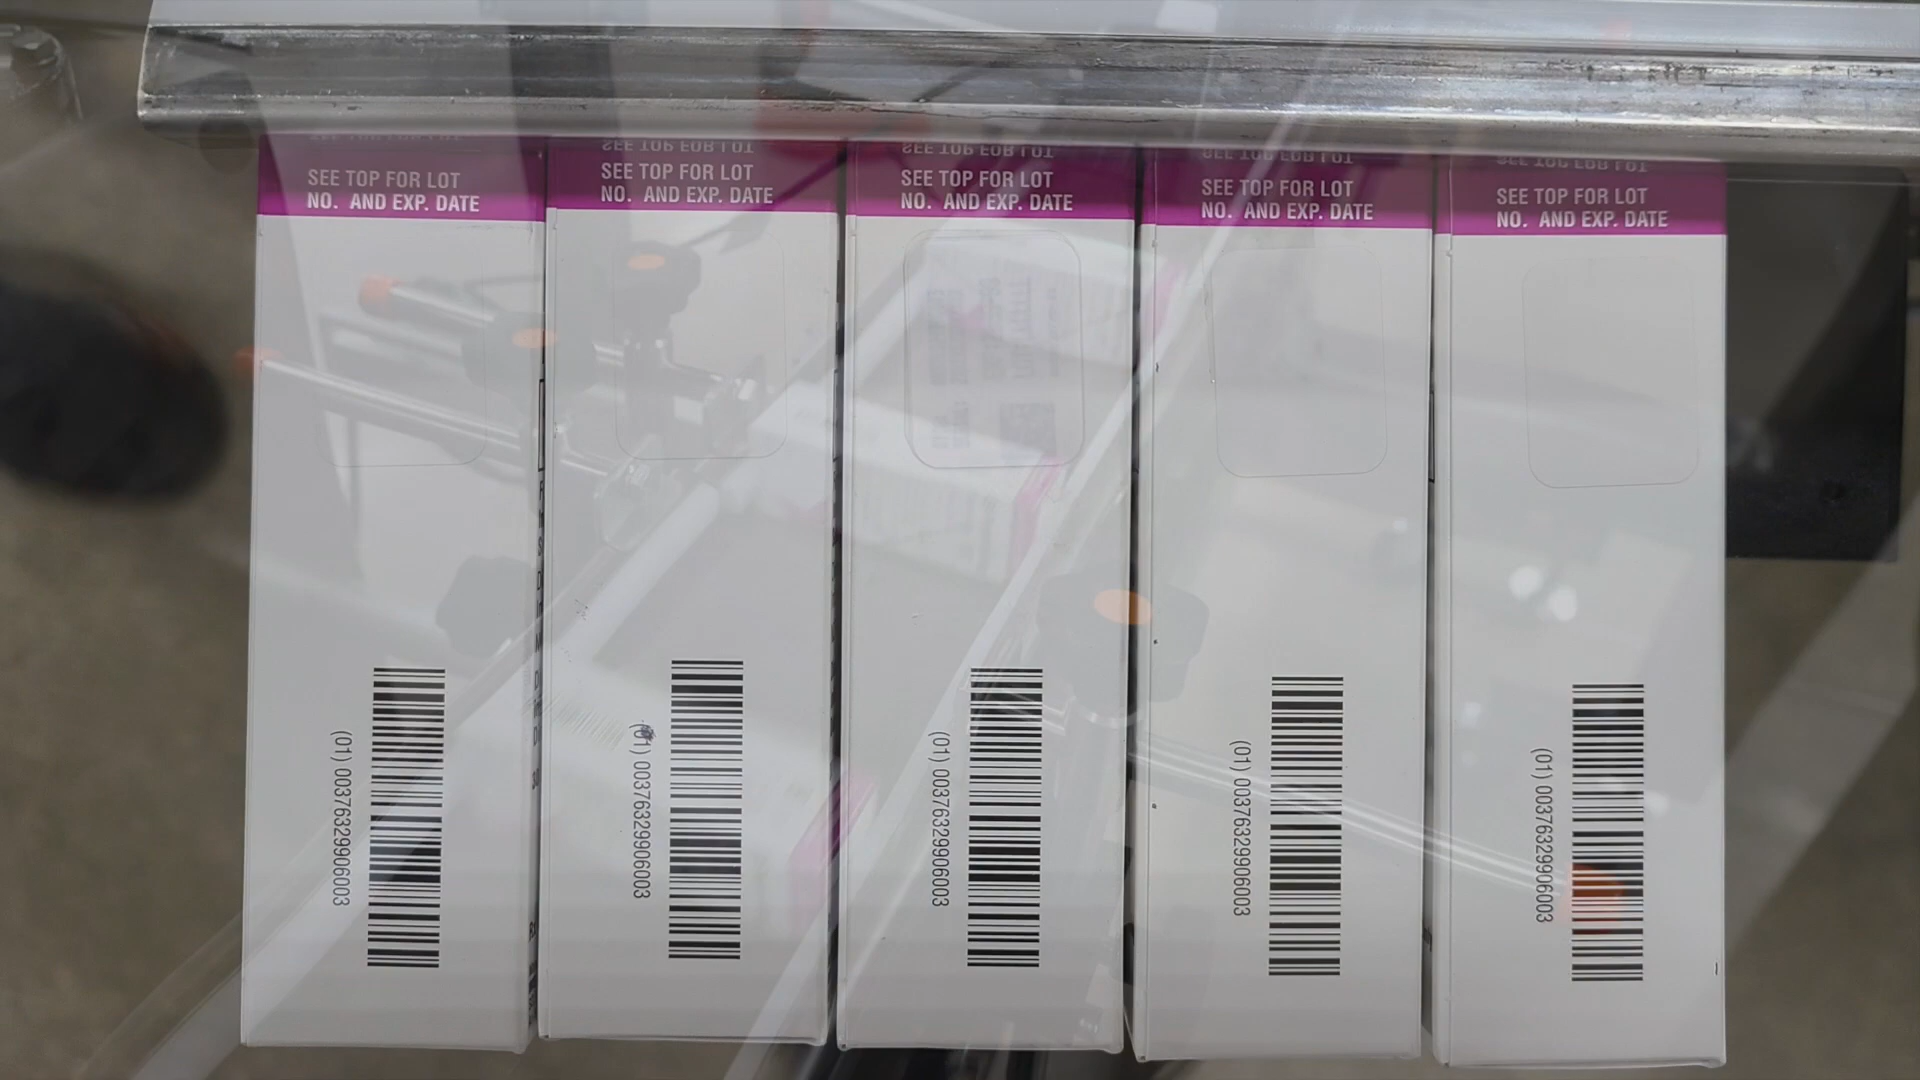 SEE TOP FOR LOT
NO. AND EXP. DATE
SEE TOP FOR LOT
NO. AND EXP. DATE
SEE TOP FOR LOT
NO. AND EXP. DATE
SEE TOP FOR LOT
NO. AND EXP. DATE
SEE TOP FOR LOT
NO. AND EXP. DATE
(01) 00376329906003
(01) 00376329906003
(01) 00376329906003
(01) 00376329906003
(01) 00376329906003